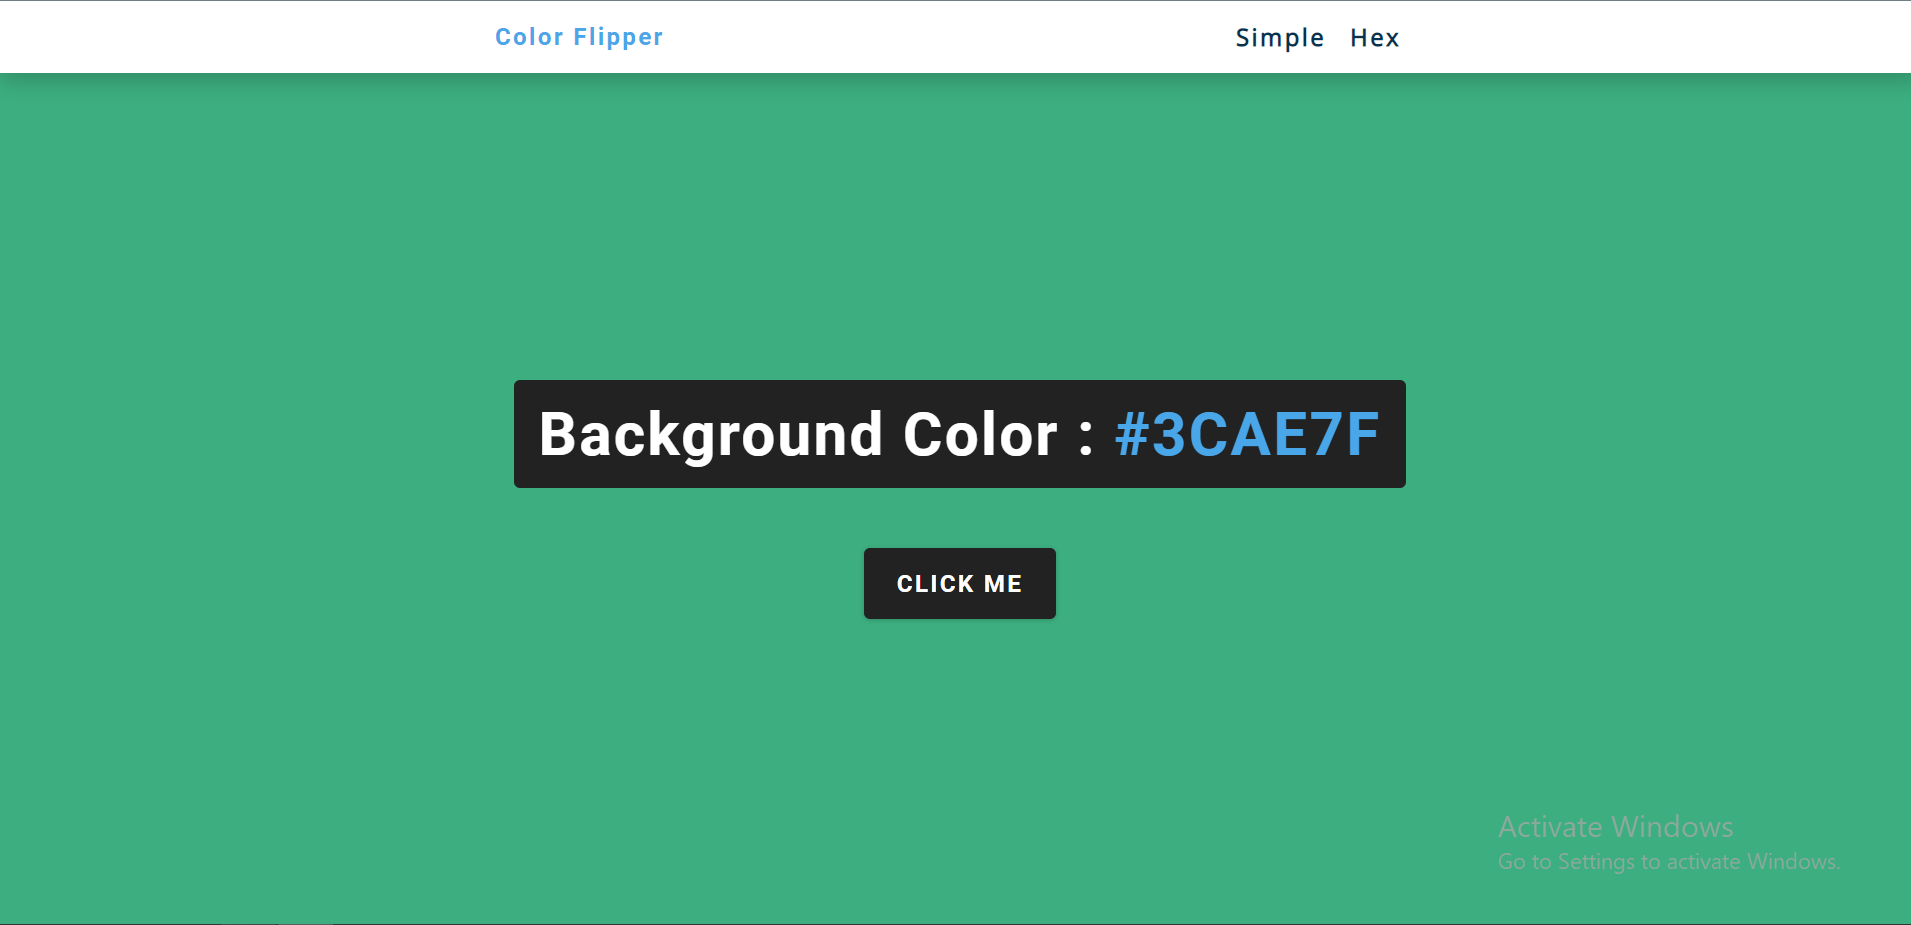 Color Flipper
Simple Hex
Background Color : #3CAE7F
CLICK ME
Activate Windows
Go to Settings to activate Windows.